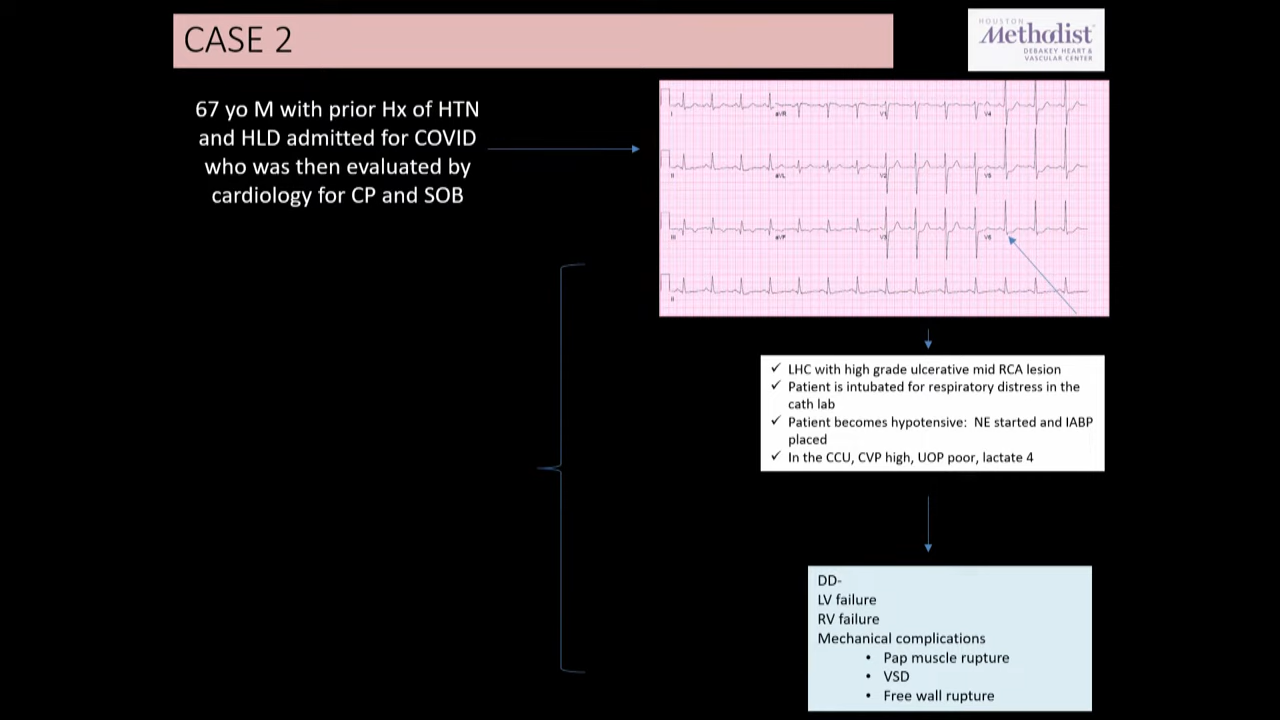 CASE 2
HOUSTON
Methodist
DEBAKEY HEART &
VASCULAR CENTER
67 yo M with prior Hx of HTN
and HLD admitted for COVID
who was then evaluated by
cardiology for CP and SOB
I
aVR
V1
V4
II
aVL
V2
V5
III
aVF
V3
V6
II
✓ LHC with high grade ulcerative mid RCA lesion
✓ Patient is intubated for respiratory distress in the
cath lab
✓ Patient becomes hypotensive: NE started and IABP
placed
✓ In the CCU, CVP high, UOP poor, lactate 4
DD-
LV failure
RV failure
Mechanical complications
• Pap muscle rupture
• VSD
• Free wall rupture